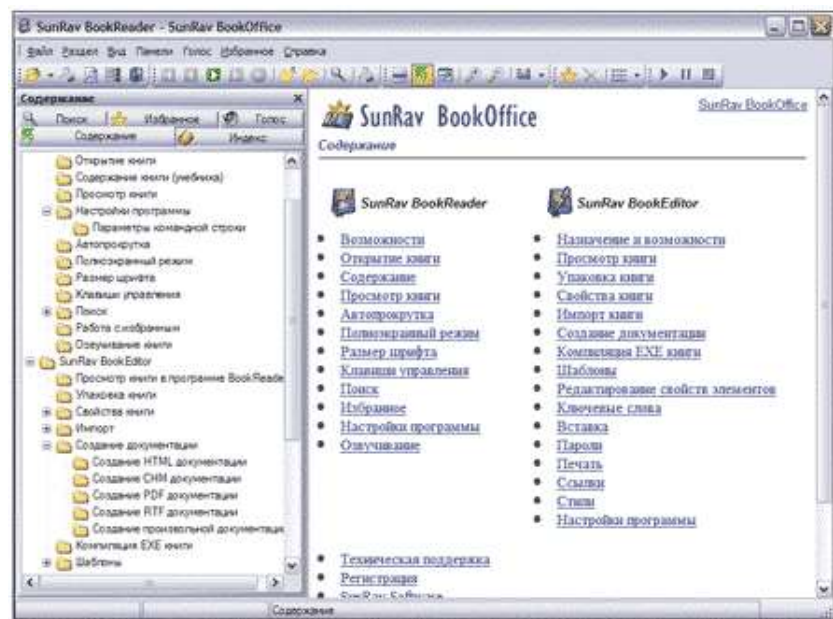 SunRav BookReader - SunRav BookOffice
Файл Раздел Вид Панели Голос Избранное Справка
Содержание
Поиск Избранное Голос
Содержание Индекс
Открытие книги
Содержание книги (учебника)
Просмотр книги
Настройки программы
Параметры командной строки
Автопрокрутка
Полноэкранный режим
Размер шрифта
Клавиши управления
Поиск
Работа с избранным
Озвучивание книги
SunRav BookEditor
Просмотр книги в программе BookReade
Упаковка книги
Свойства книги
Импорт
Создание документации
Создание HTML документации
Создание CHM документации
Создание PDF документации
Создание RTF документации
Создание произвольной документаци
Компиляция EXE книги
Шаблоны
SunRav BookOffice
SunRav BookOffice
Содержание
SunRav BookReader
Возможности
Открытие книги
Содержание
Просмотр книги
Автопрокрутка
Полноэкранный режим
Размер шрифта
Клавиши управления
Поиск
Избранное
Настройки программы
Озвучивание
SunRav BookEditor
Назначение и возможности
Просмотр книги
Упаковка книги
Свойства книги
Импорт книги
Создание документации
Компиляция EXE книги
Шаблоны
Редактирование свойств элементов
Ключевые слова
Вставка
Пароли
Печать
Ссылки
Стили
Настройки программы
Техническая поддержка
Регистрация
SunRav Software
Содержание